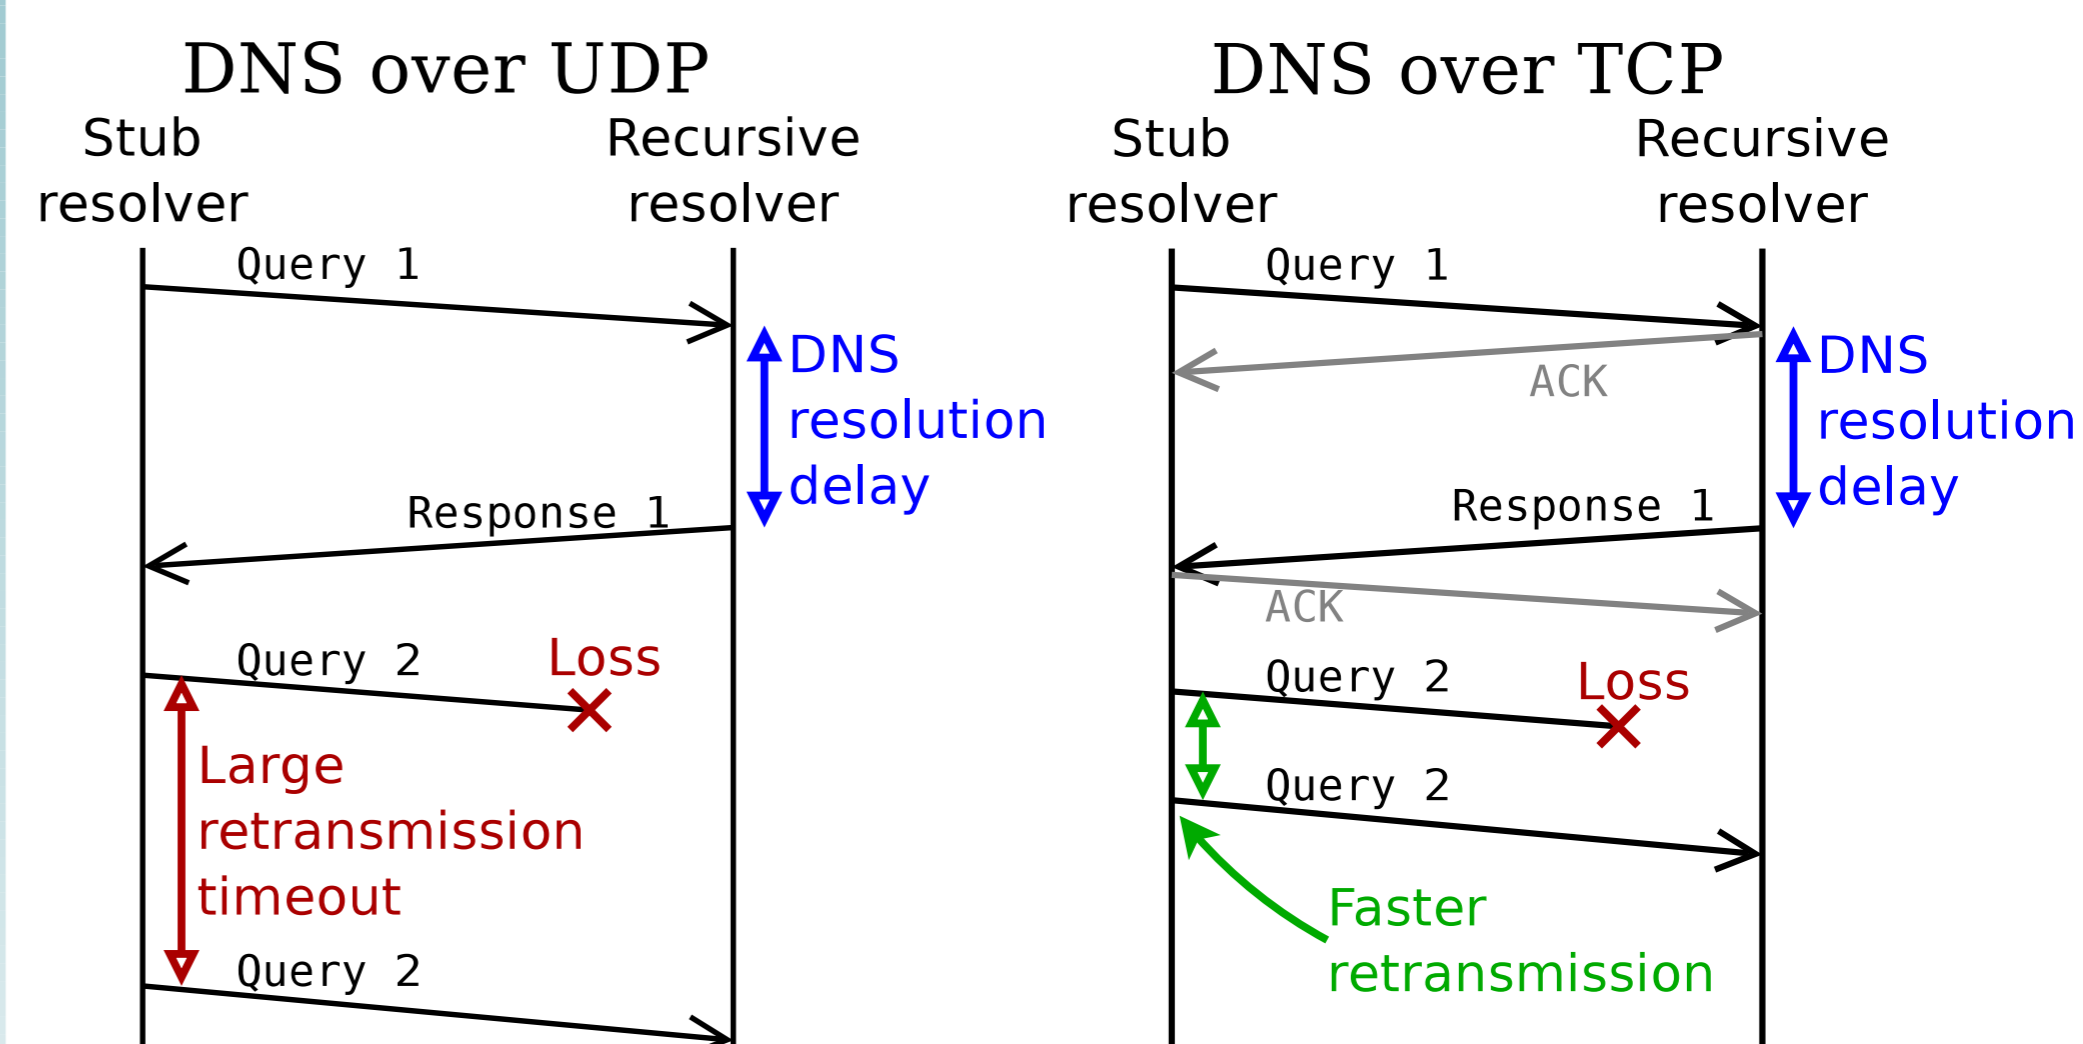 DNS over UDP
Stub
resolver
Recursive
resolver
Query 1
DNS
resolution
delay
Response 1
Query 2
Loss
Large
retransmission
timeout
Query 2
DNS over TCP
Stub
resolver
Recursive
resolver
Query 1
ACK
DNS
resolution
delay
Response 1
ACK
Query 2
Loss
Query 2
Faster
retransmission